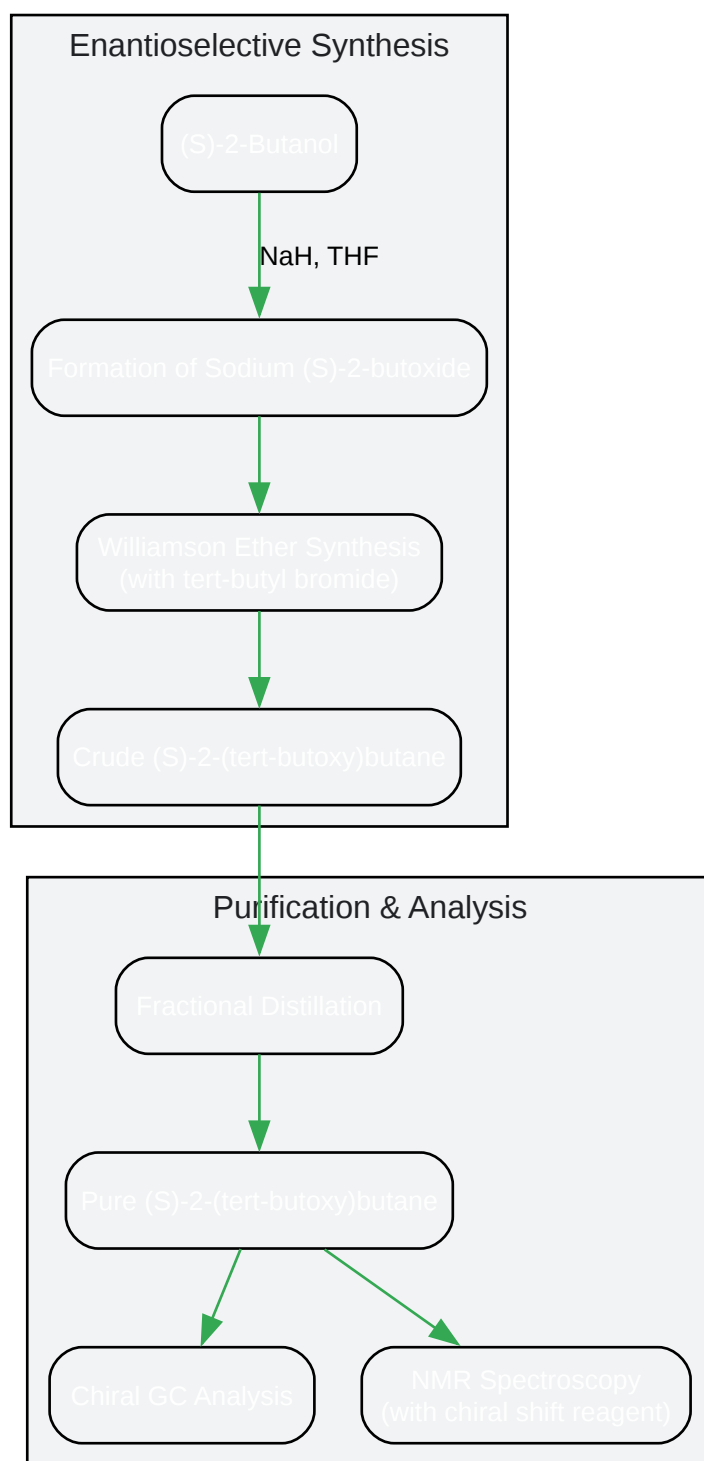 Enantioselective Synthesis
(S)-2-Butanol
NaH, THF
Formation of Sodium (S)-2-butoxide
Williamson Ether Synthesis
(with tert-butyl bromide)
Crude (S)-2-(tert-butoxy)butane
Purification & Analysis
Fractional Distillation
Pure (S)-2-(tert-butoxy)butane
Chiral GC Analysis
NMR Spectroscopy
(with chiral shift reagent)